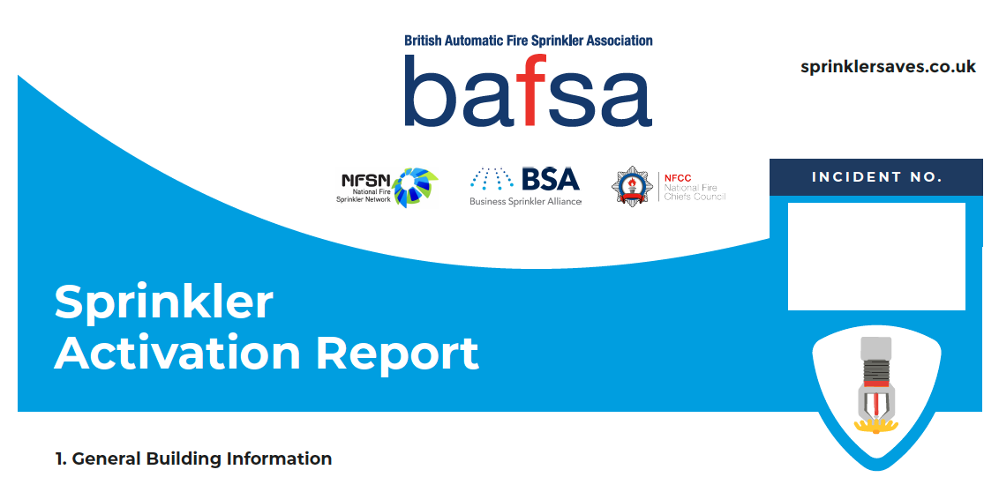 British Automatic Fire Sprinkler Association
bafsa
sprinklersaves.co.uk
NFSN
National Fire
Sprinkler Network
BSA
Business Sprinkler Alliance
NFCC
National Fire
Chiefs Council
INCIDENT NO.
Sprinkler
Activation Report
1. General Building Information